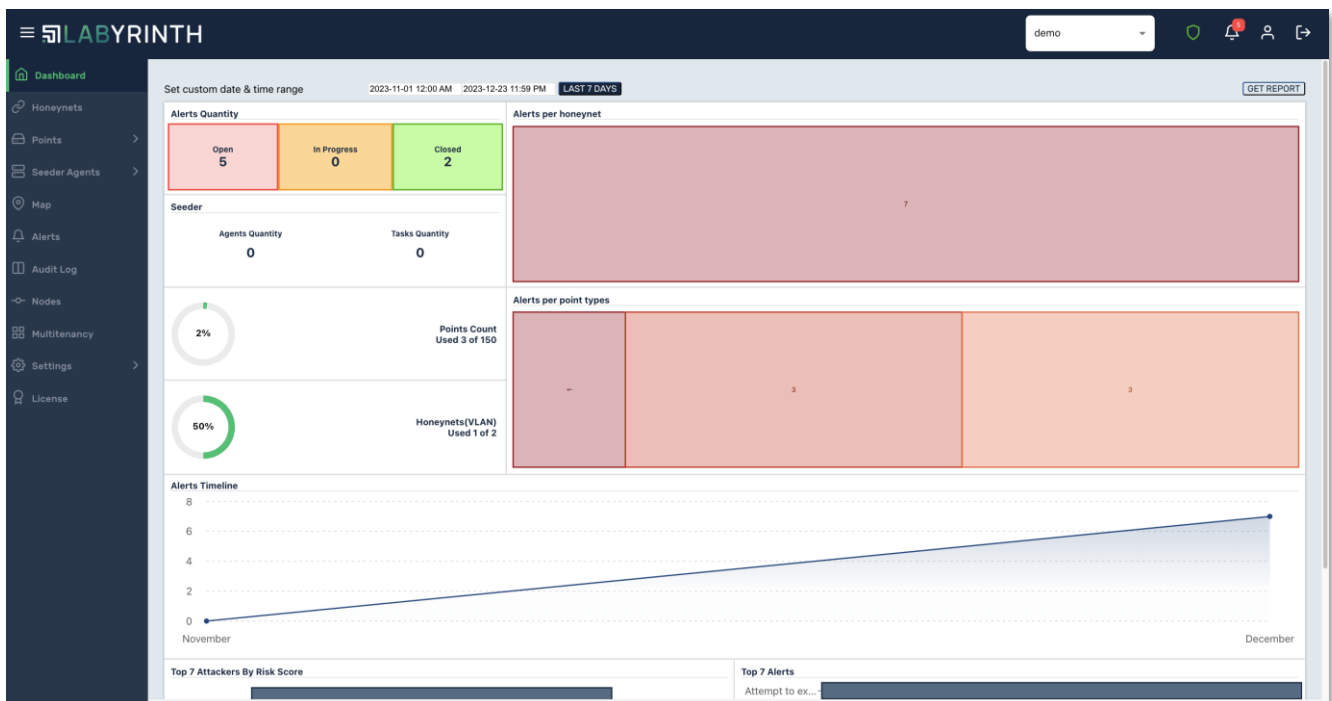 LABYRINTH
demo
5
Dashboard
Honeynets
Points
Seeder Agents
Map
Alerts
Audit Log
Nodes
Multitenancy
Settings
License
Set custom date & time range 2023-11-01 12:00 AM 2023-12-23 11:59 PM LAST 7 DAYS GET REPORT
Alerts Quantity
Open
5
In Progress
0
Closed
2
Alerts per honeynet
7
Seeder
Agents Quantity
0
Tasks Quantity
0
2%
Points Count
Used 3 of 150
50%
Honeynets(VLAN)
Used 1 of 2
Alerts per point types
1
3
3
Alerts Timeline
8
6
4
2
0
November
December
Top 7 Attackers By Risk Score
Top 7 Alerts
Attempt to ex...